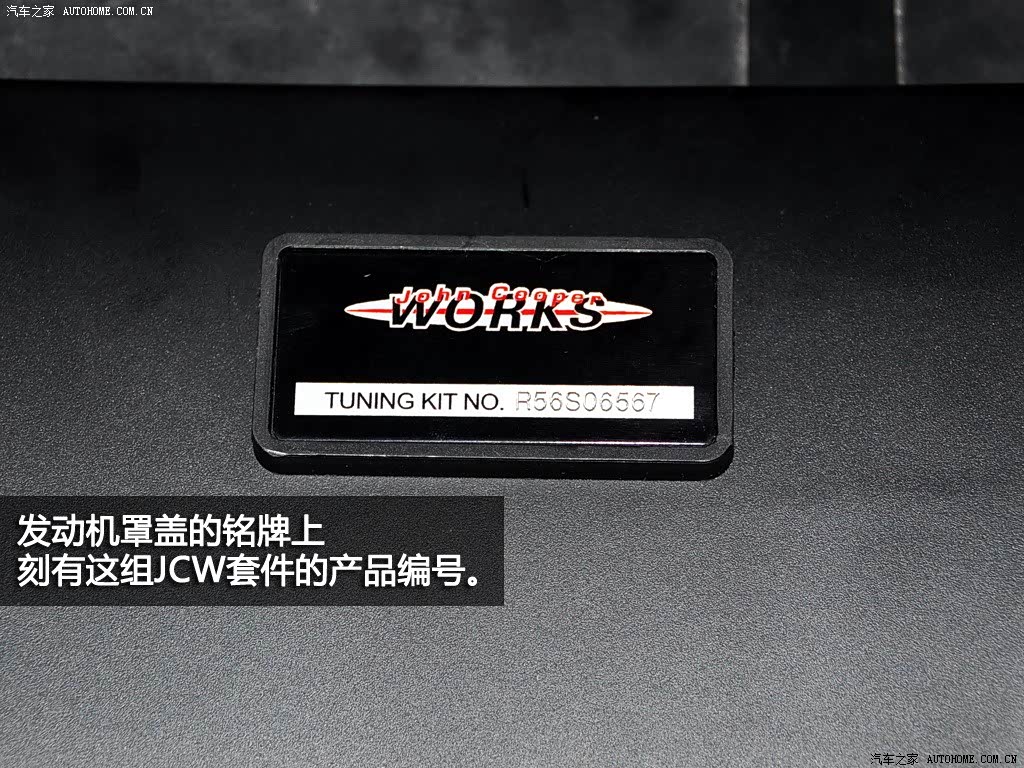 汽车之家 AUTOHOME.COM.CN
John Cooper
WORKS
TUNING KIT NO. R56S06567
发动机罩盖的铭牌上
刻有这组JCW套件的产品编号。
汽车之家 AUTOHOME.COM.CN